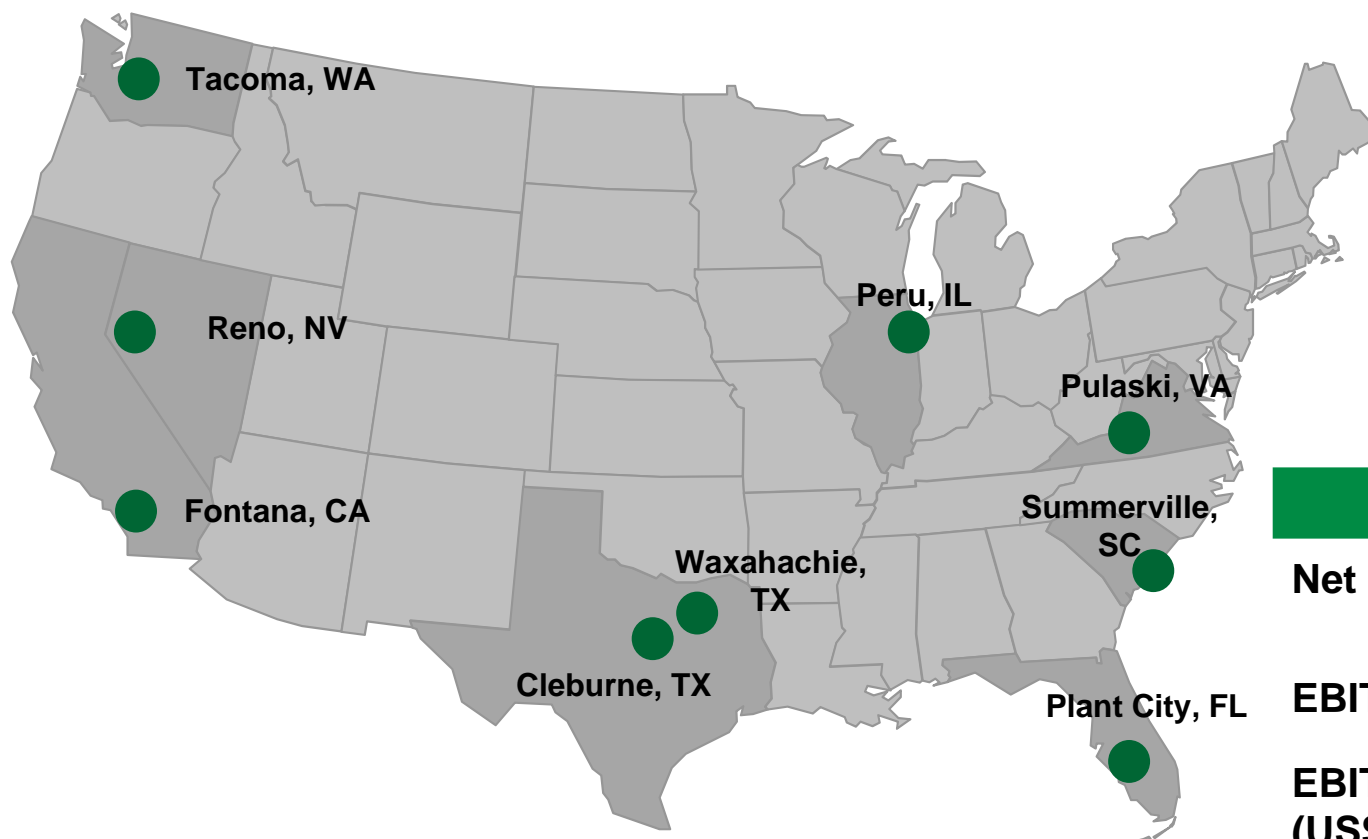 Tacoma, WA
Peru, IL
Reno, NV
Pulaski, VA
Fontana, CA
Summerville,
SC
Waxahachie,
TX
Cleburne, TX
Plant City, FL
Net
EBIT
EBIT
(US$